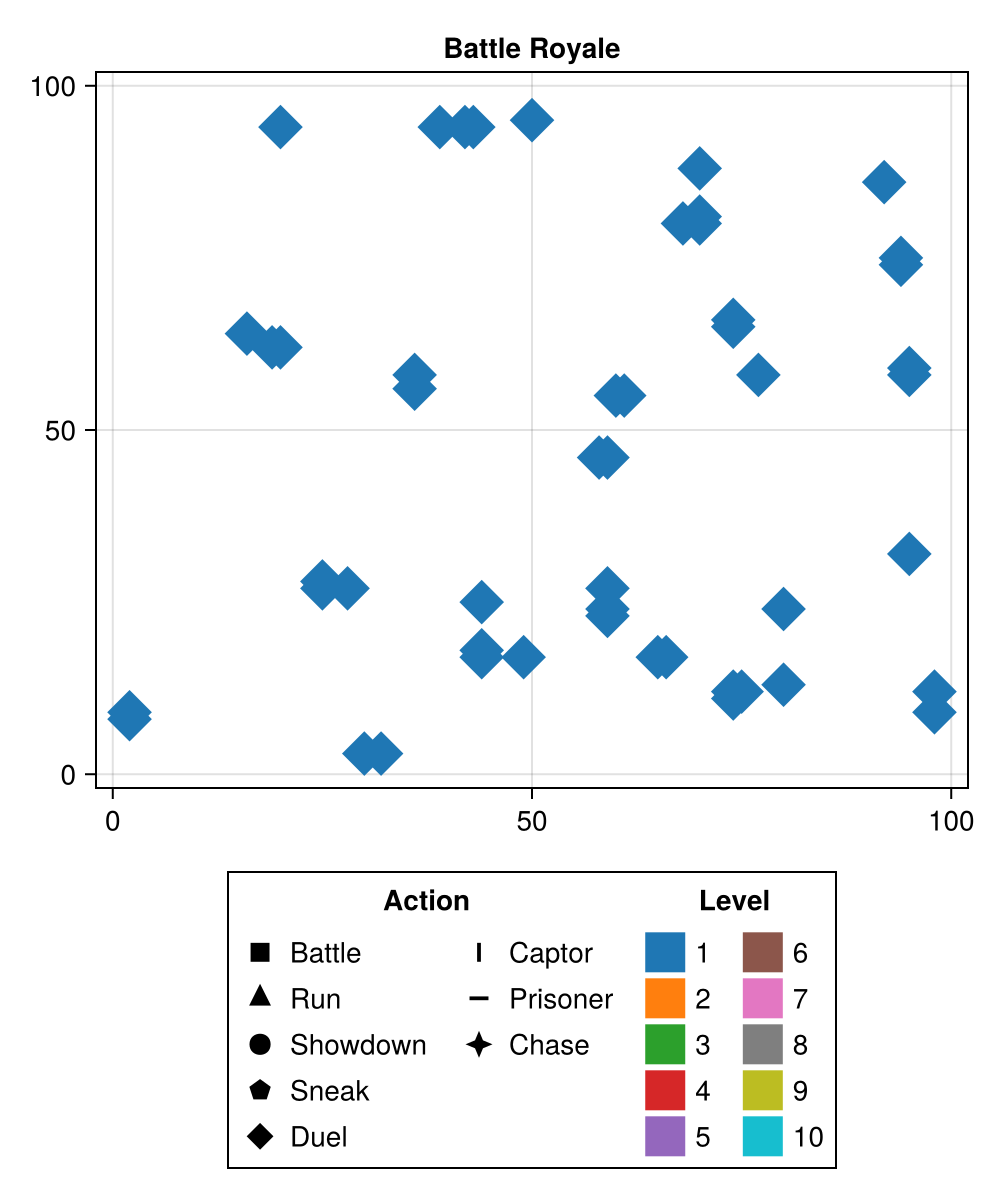 Battle Royale
100
50
0
0 50 100
Action Level
Battle Captor 1 6
Run Prisoner 2 7
Showdown Chase 3 8
Sneak 4 9
Duel 5 10